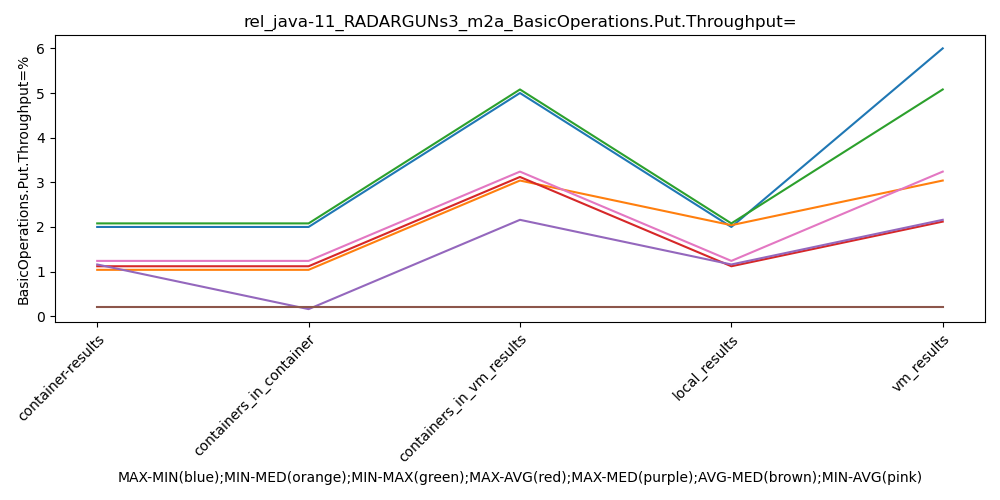 rel_java-11_RADARGUNs3_m2a_BasicOperations.Put.Throughput=
BasicOperations.Put.Throughput=%
6
5
4
3
2
1
0
container-results
containers_in_container
containers_in_vm_results
local_results
vm_results
MAX-MIN(blue);MIN-MED(orange);MIN-MAX(green);MAX-AVG(red);MAX-MED(purple);AVG-MED(brown);MIN-AVG(pink)